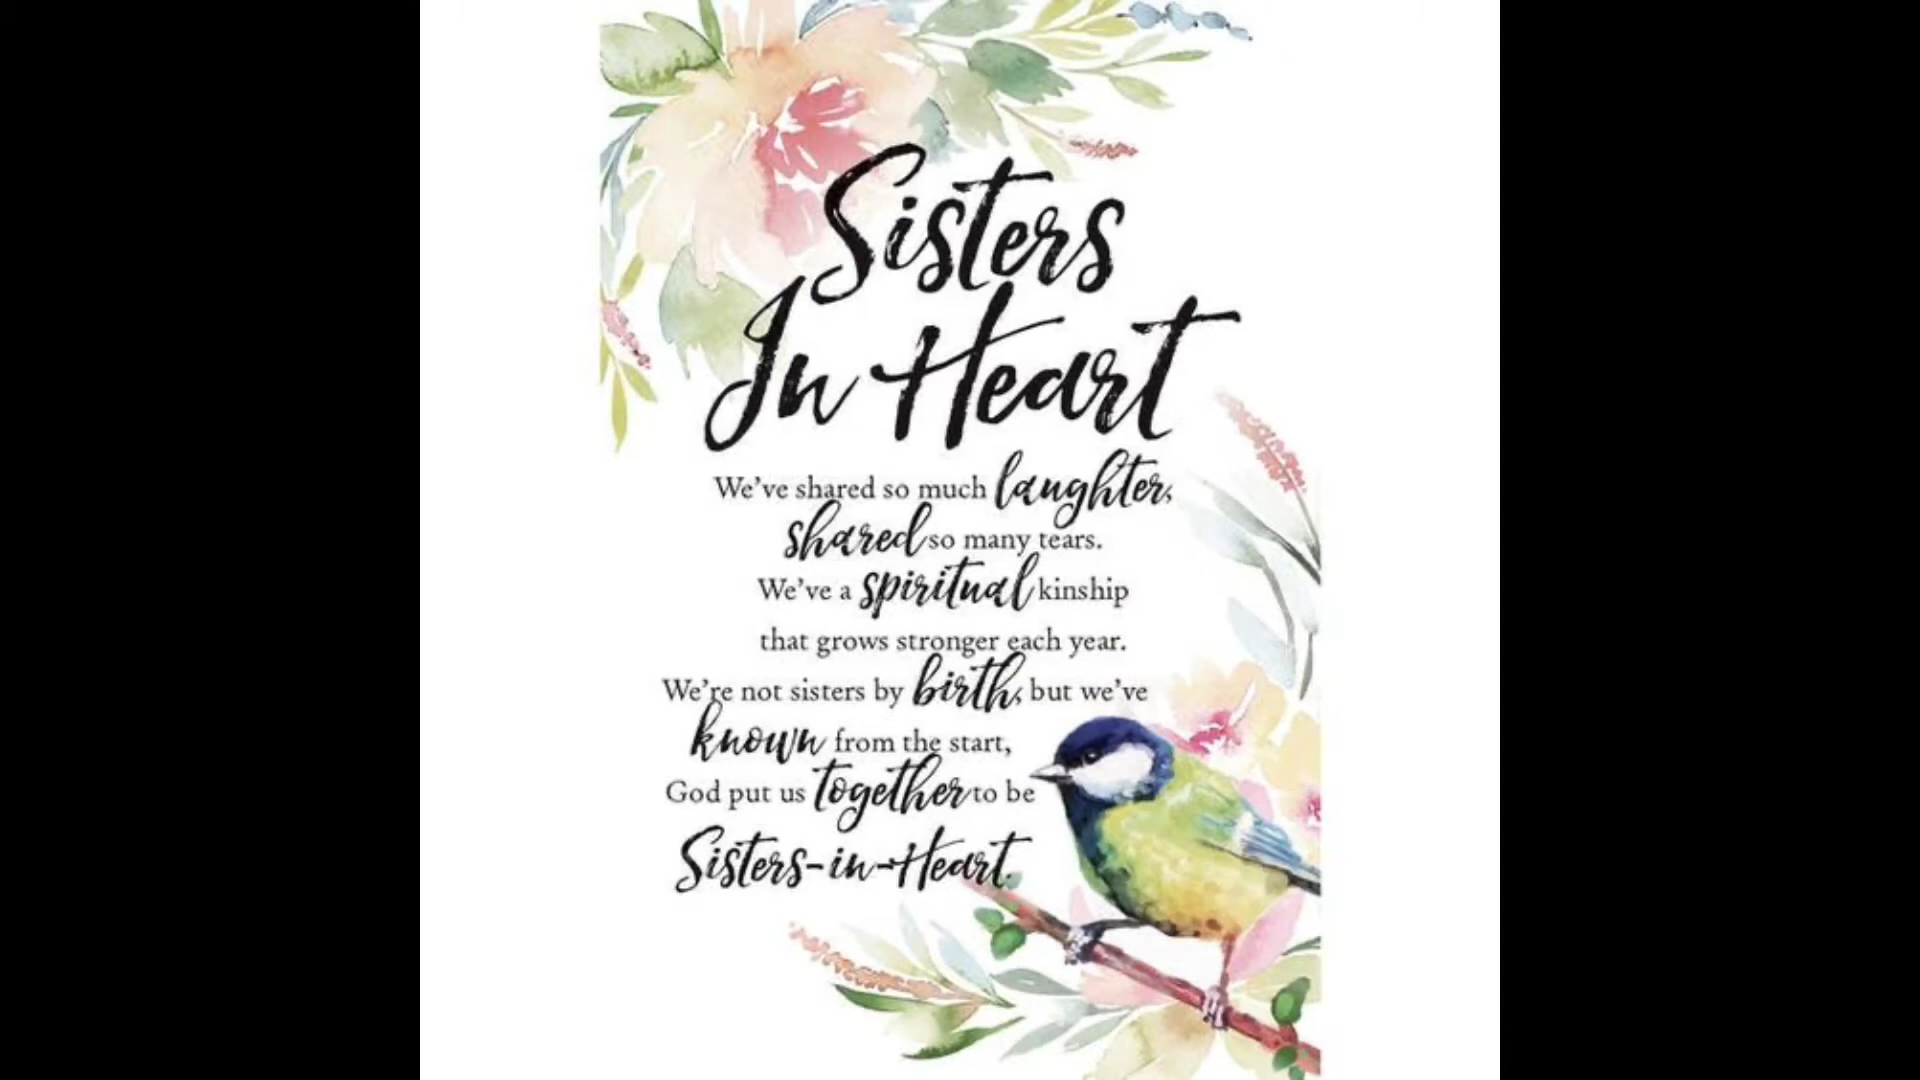 Sisters
In Heart
We've shared so much laughter,
shared so many tears.
We've a spiritual kinship
that grows stronger each year.
We're not sisters by birth, but we've
known from the start,
God put us together to be
Sisters-in-Heart.